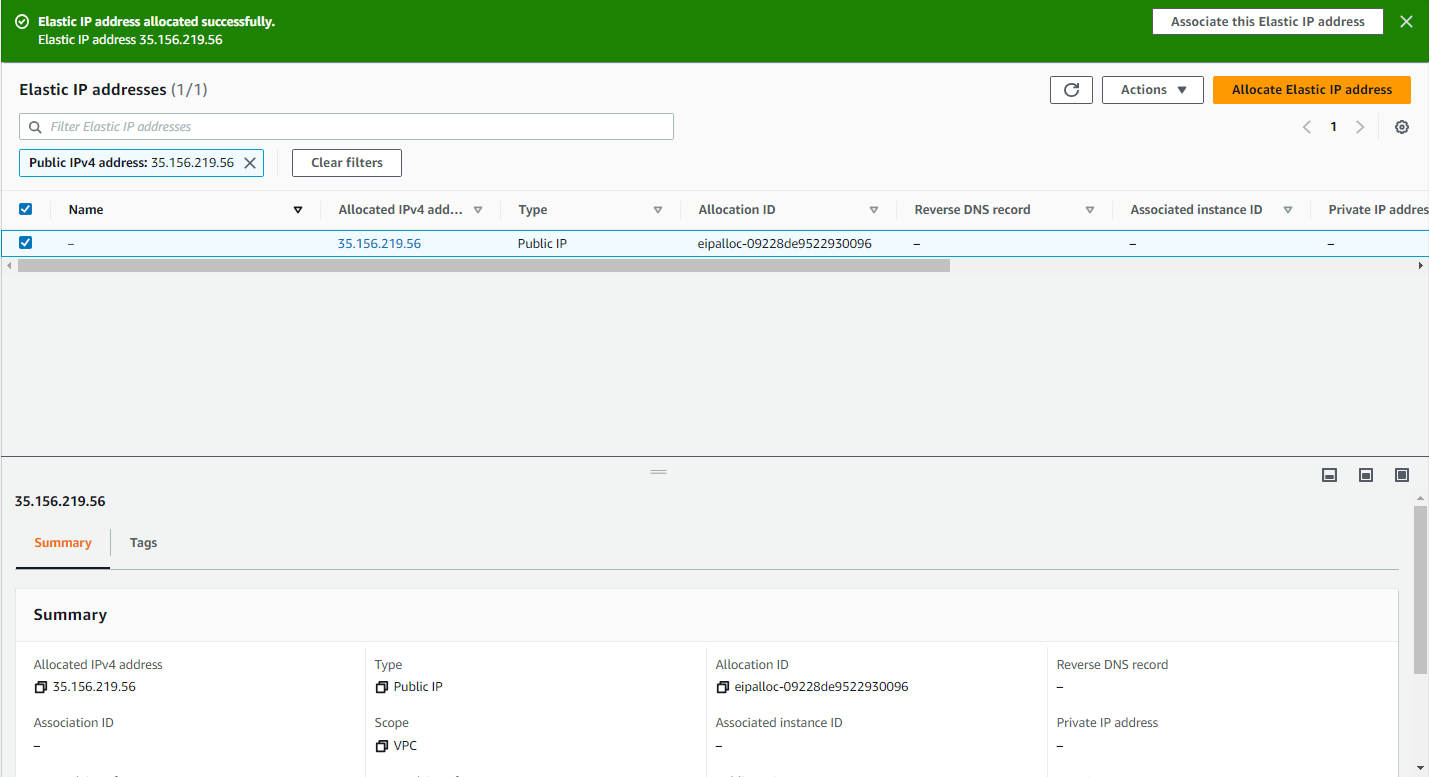 Elastic IP address allocated successfully.
Elastic IP address 35.156.219.56
Associate this Elastic IP address
Elastic IP addresses (1/1)
Actions
Allocate Elastic IP address
Filter Elastic IP addresses
1
Public IPv4 address: 35.156.219.56
Clear filters
Name Allocated IPv4 add... Type Allocation ID Reverse DNS record Associated instance ID Private IP addres
– 35.156.219.56 Public IP eipalloc-09228de9522930096 – – –
35.156.219.56
Summary Tags
Summary
Allocated IPv4 address Type Allocation ID Reverse DNS record
35.156.219.56 Public IP eipalloc-09228de9522930096 –
Association ID Scope Associated instance ID Private IP address
– VPC – –